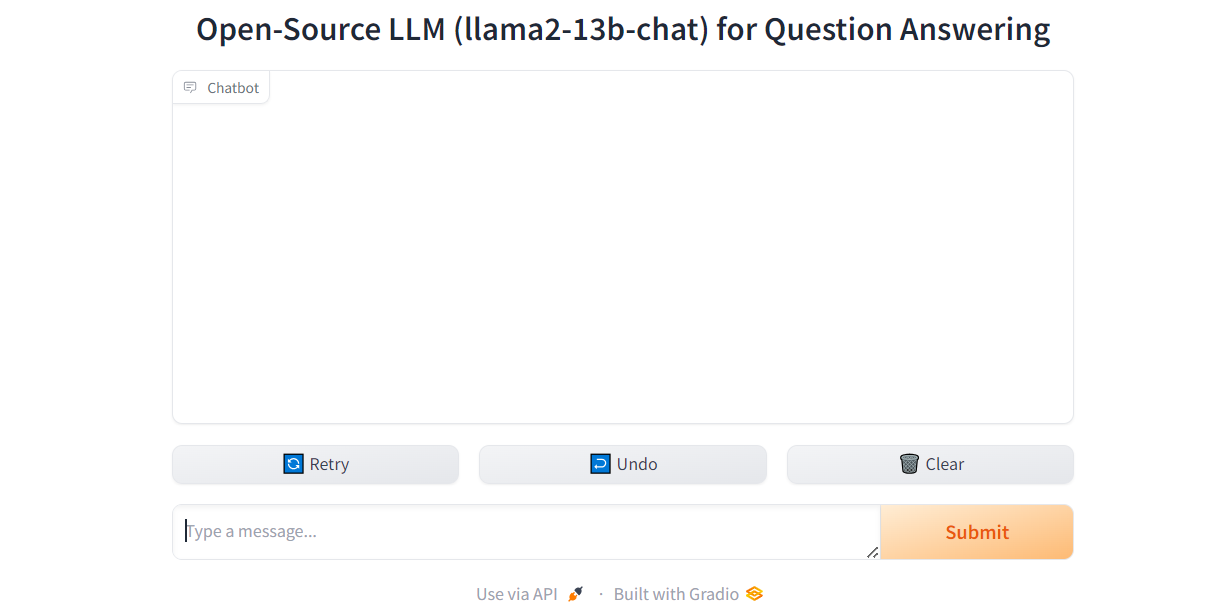 Open-Source LLM (llama2-13b-chat) for Question Answering
Chatbot
Retry
Undo
Clear
Type a message...
Submit
Use via API · Built with Gradio